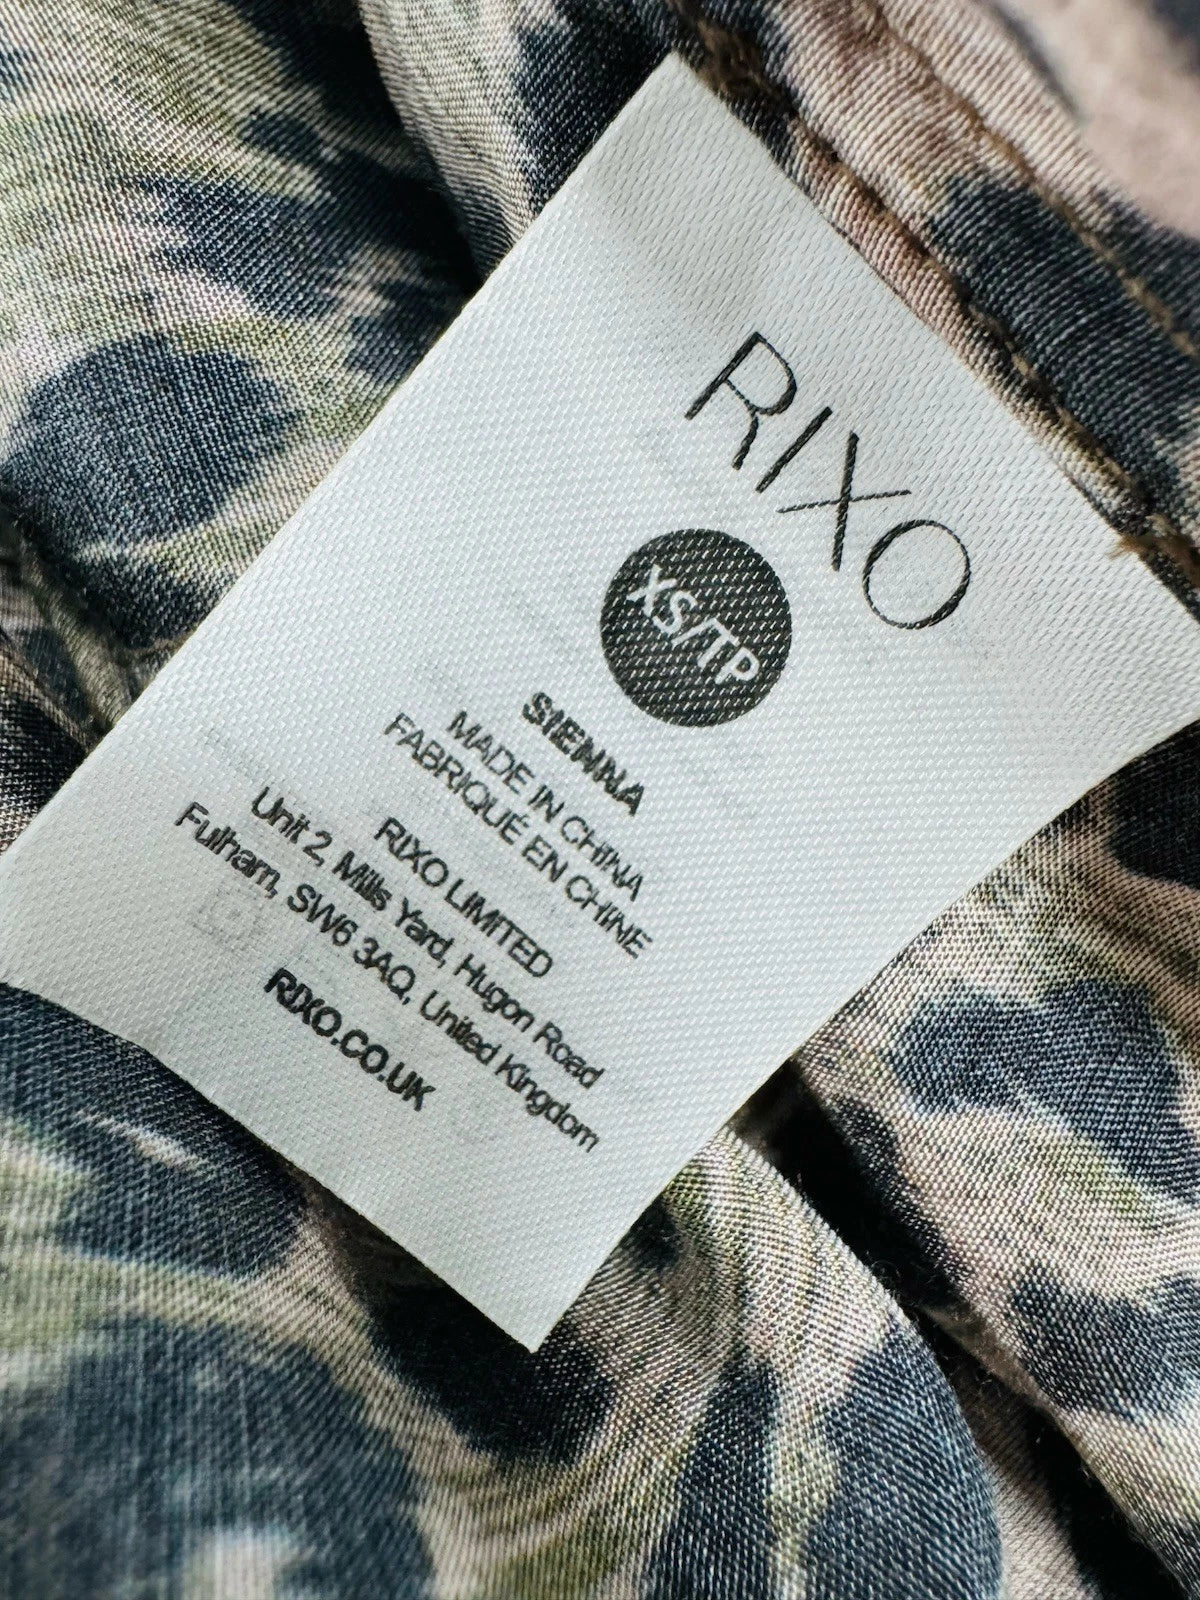 RIXO
XS/TP
SIENNA
MADE IN CHINA
FABRIQUÉ EN CHINE
RIXO LIMITED
Unit 2, Mills Yard, Hugon Road
Fulham, SW6 3AQ, United Kingdom
RIXO.CO.UK